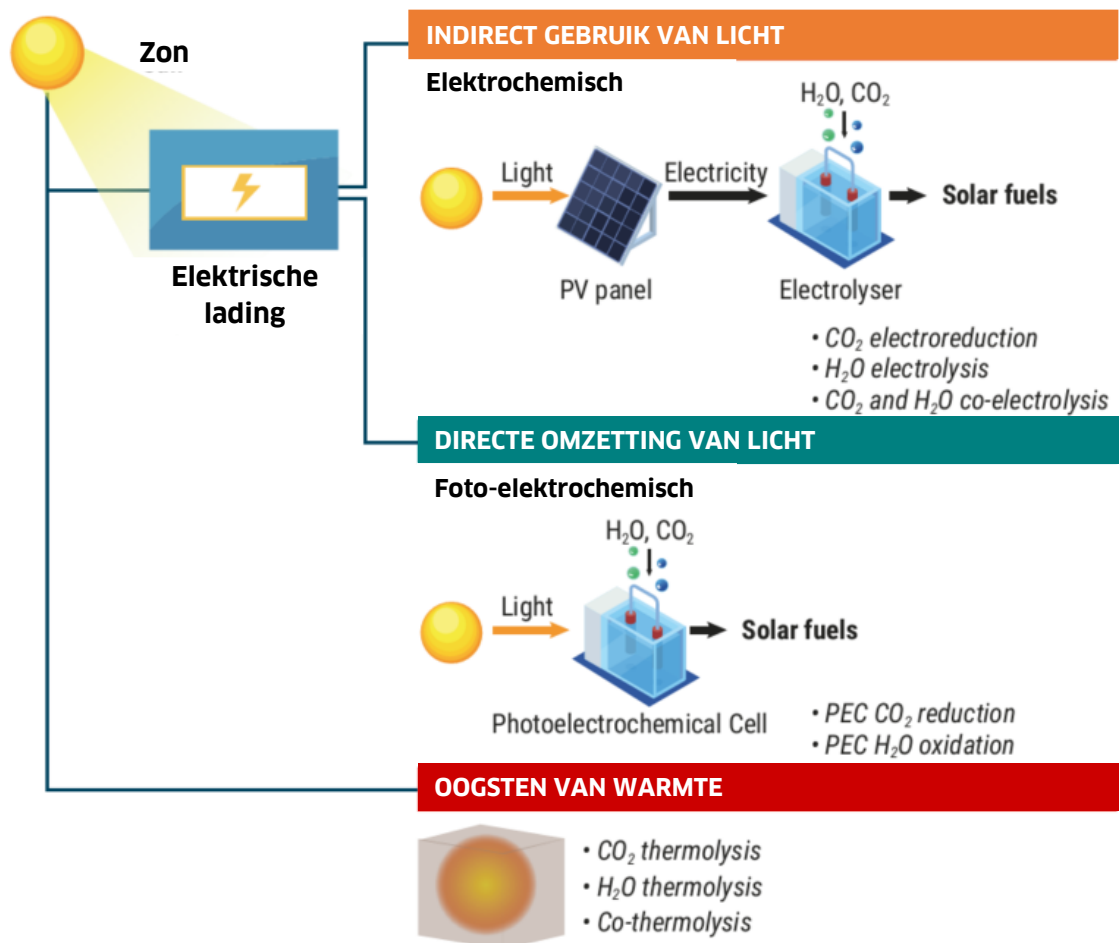 Zon
Elektrische
lading
INDIRECT GEBRUIK VAN LICHT
Elektrochemisch
H₂O, CO₂
Light
Electricity
Solar fuels
PV panel
Electrolyser
• CO₂ electroreduction
• H₂O electrolysis
• CO₂ and H₂O co-electrolysis
DIRECTE OMZETTING VAN LICHT
Foto-elektrochemisch
H₂O, CO₂
Light
Solar fuels
Photoelectrochemical Cell
• PEC CO₂ reduction
• PEC H₂O oxidation
OOGSTEN VAN WARMTE
• CO₂ thermolysis
• H₂O thermolysis
• Co-thermolysis